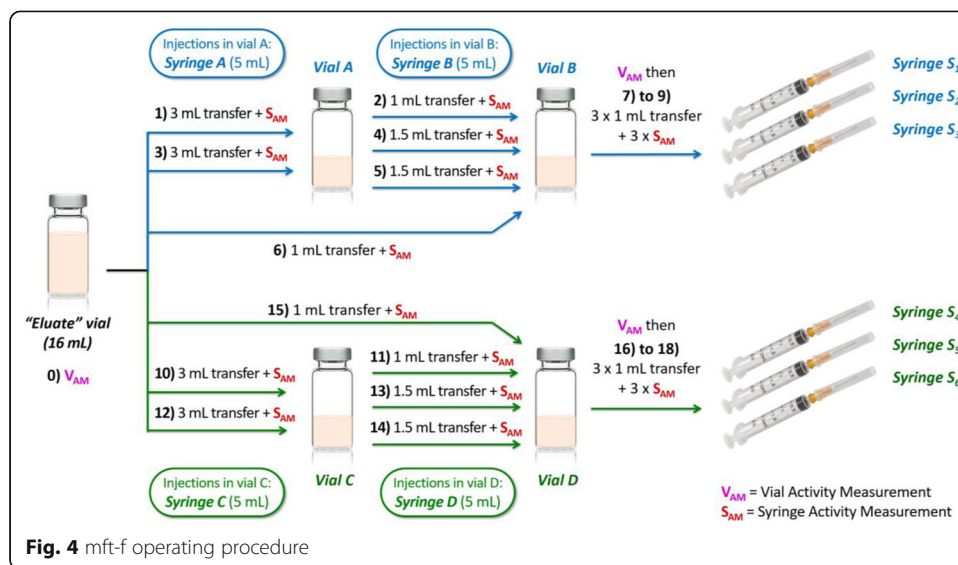 Injections in vial A:
Syringe A (5 mL)
Vial A
Injections in vial B:
Syringe B (5 mL)
Vial B
1) 3 mL transfer + SAM
3) 3 mL transfer + SAM
2) 1 mL transfer + SAM
4) 1.5 mL transfer + SAM
5) 1.5 mL transfer + SAM
VAM then
7) to 9)
3 x 1 mL transfer
+ 3 x SAM
Syringe S1
Syringe S2
Syringe S3
6) 1 mL transfer + SAM
"Eluate" vial
(16 mL)
0) VAM
15) 1 mL transfer + SAM
10) 3 mL transfer + SAM
12) 3 mL transfer + SAM
11) 1 mL transfer + SAM
13) 1.5 mL transfer + SAM
14) 1.5 mL transfer + SAM
VAM then
16) to 18)
3 x 1 mL transfer
+ 3 x SAM
Syringe S4
Syringe S5
Syringe S6
Injections in vial C:
Syringe C (5 mL)
Vial C
Injections in vial D:
Syringe D (5 mL)
Vial D
VAM = Vial Activity Measurement
SAM = Syringe Activity Measurement
Fig. 4 mft-f operating procedure